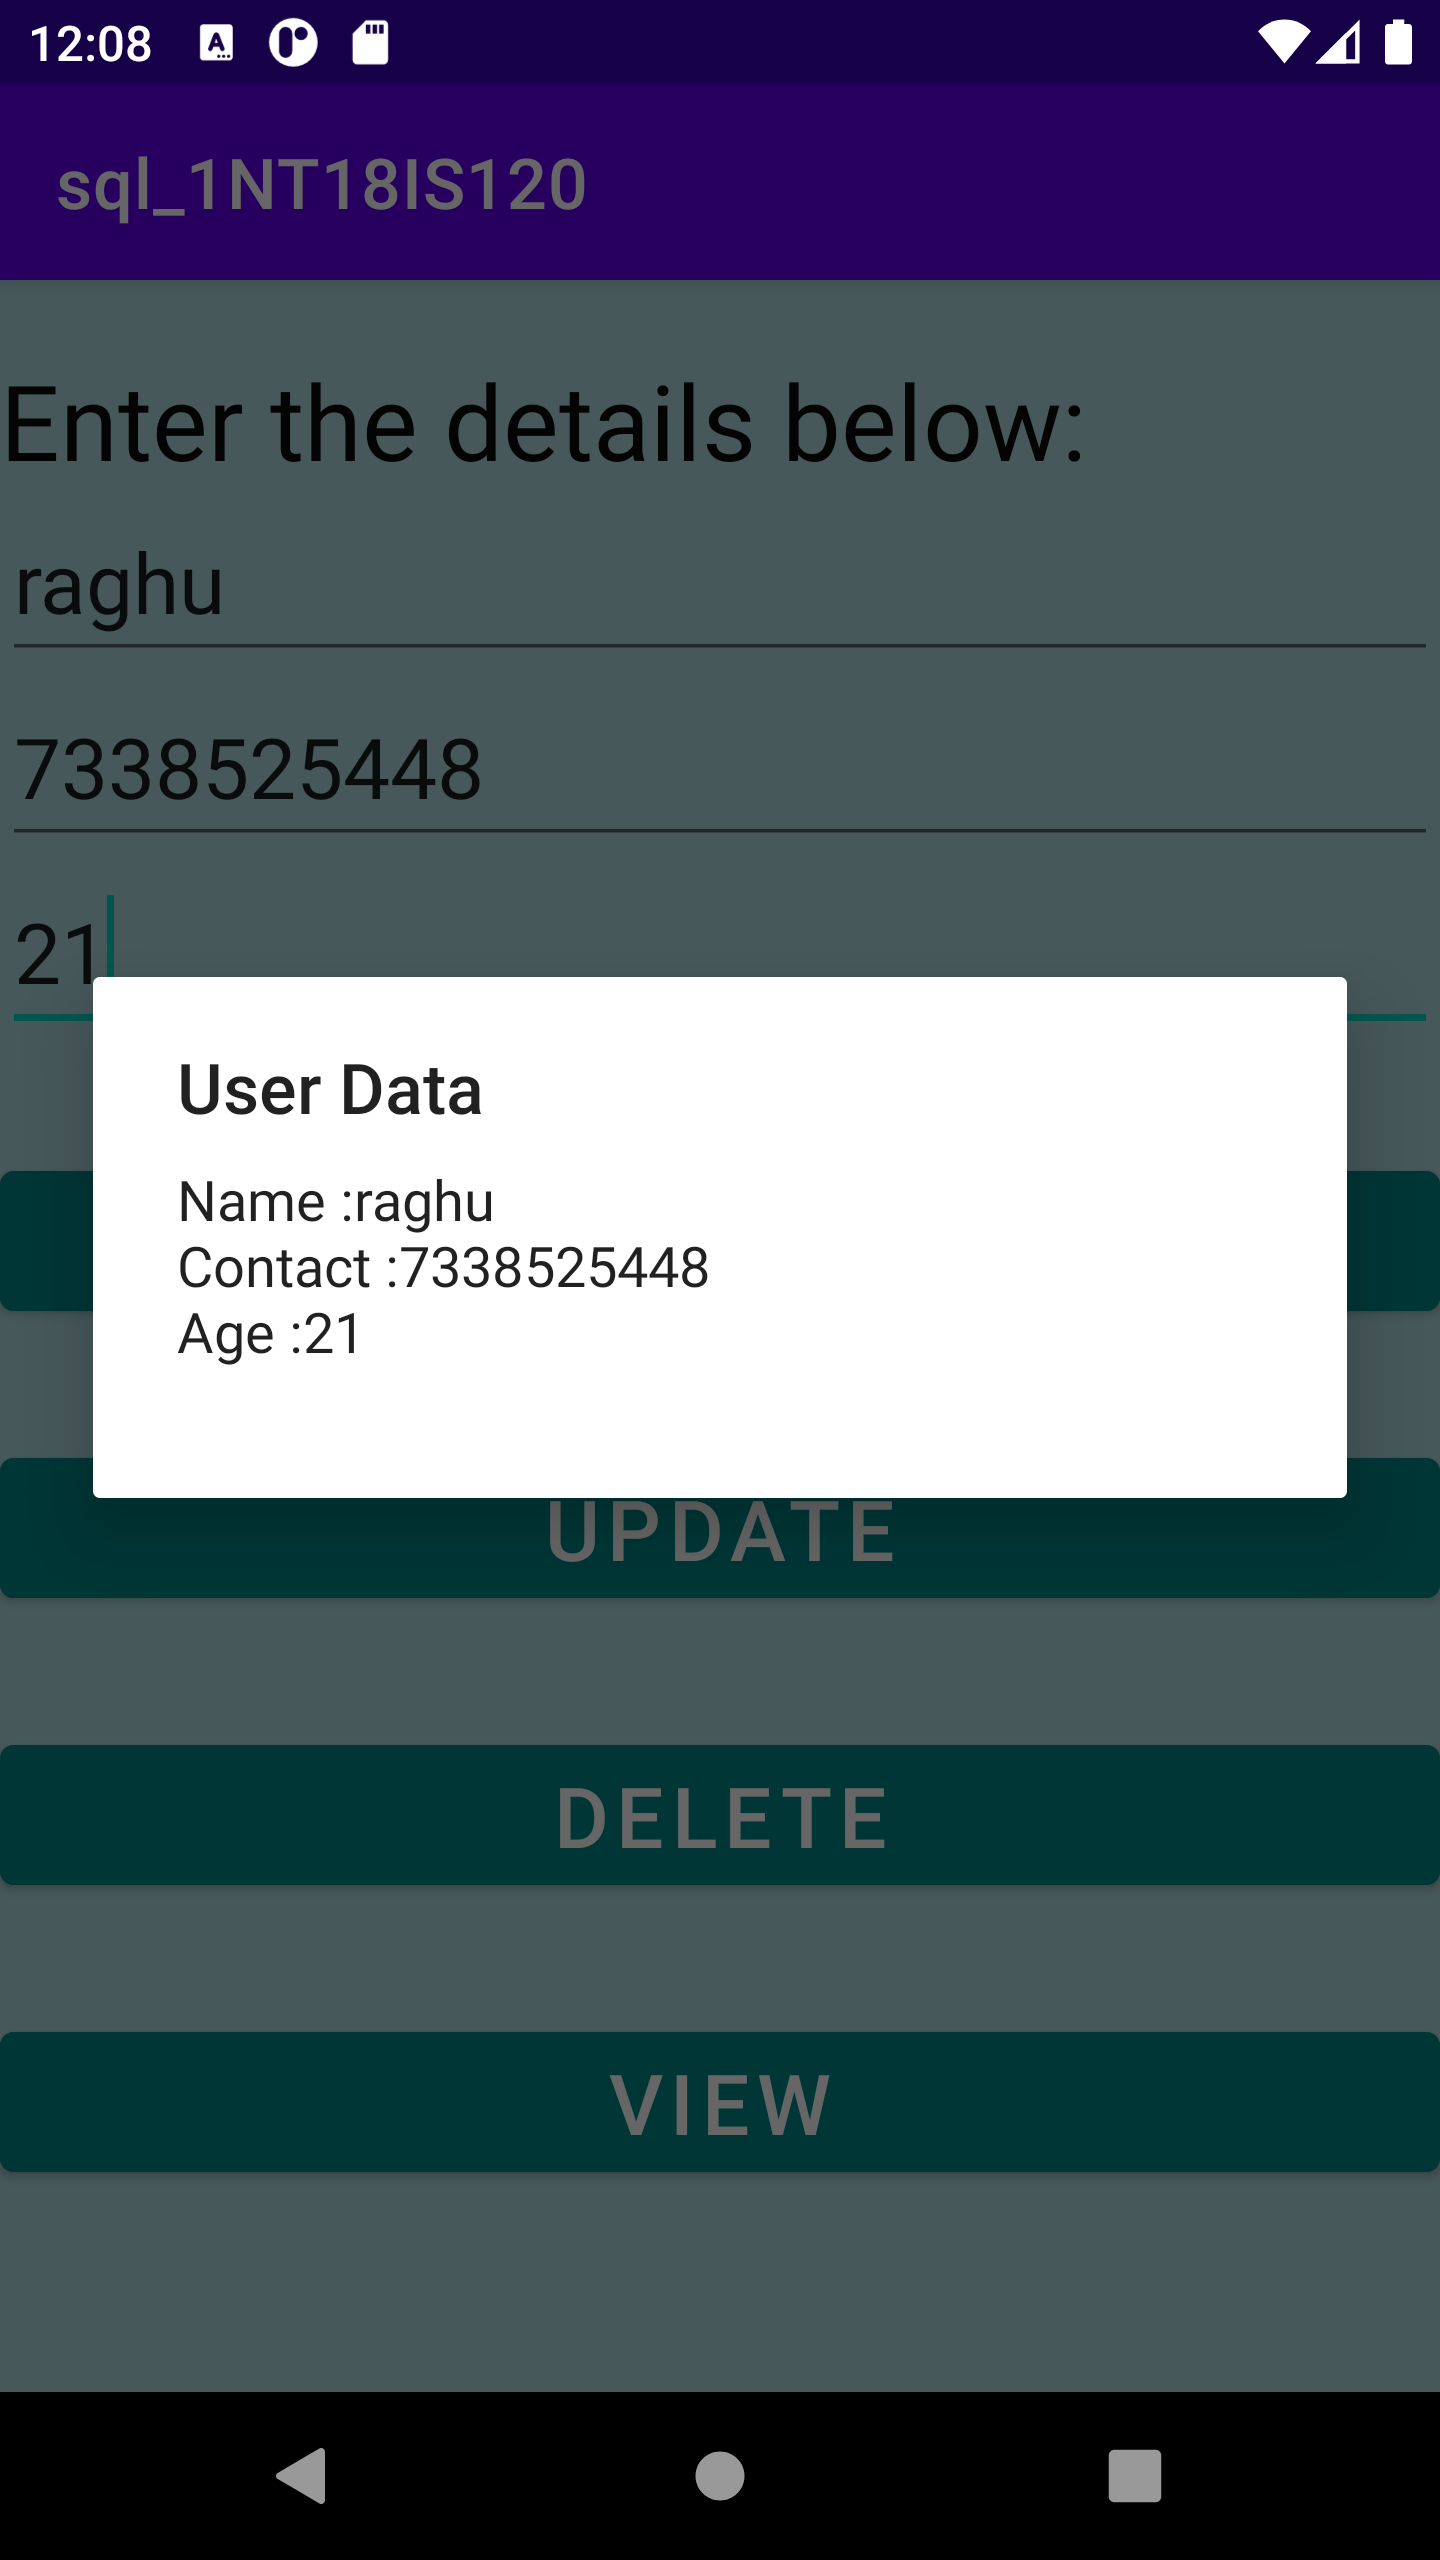 12:08
sql_1NT18IS120
Enter the details below:
raghu
7338525448
21
User Data
Name :raghu
Contact :7338525448
Age :21
UPDATE
DELETE
VIEW